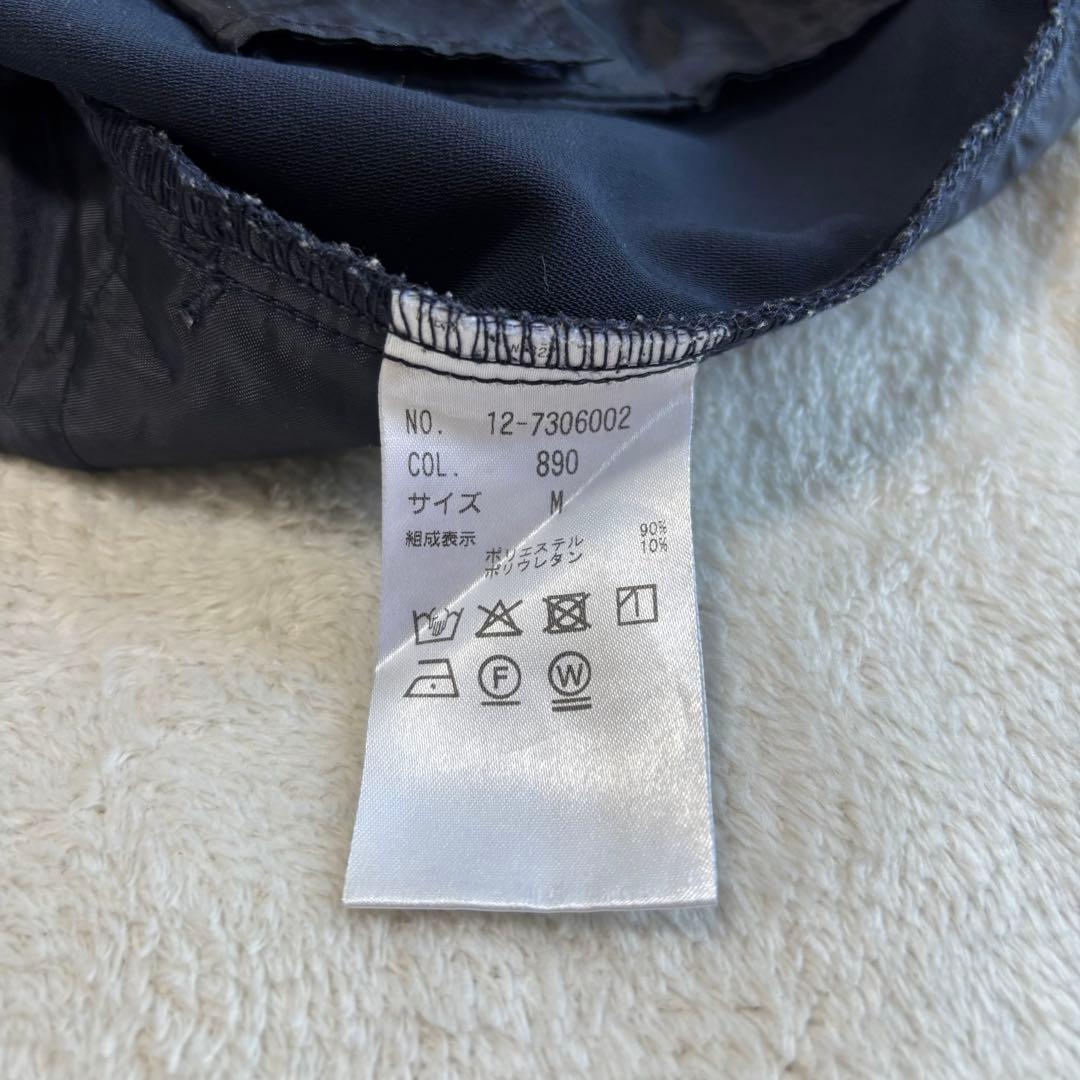 NO. 12-7306002
COL. 890
サイズ M
組成表示
ポリエステル 90%
ポリウレタン 10%
F W